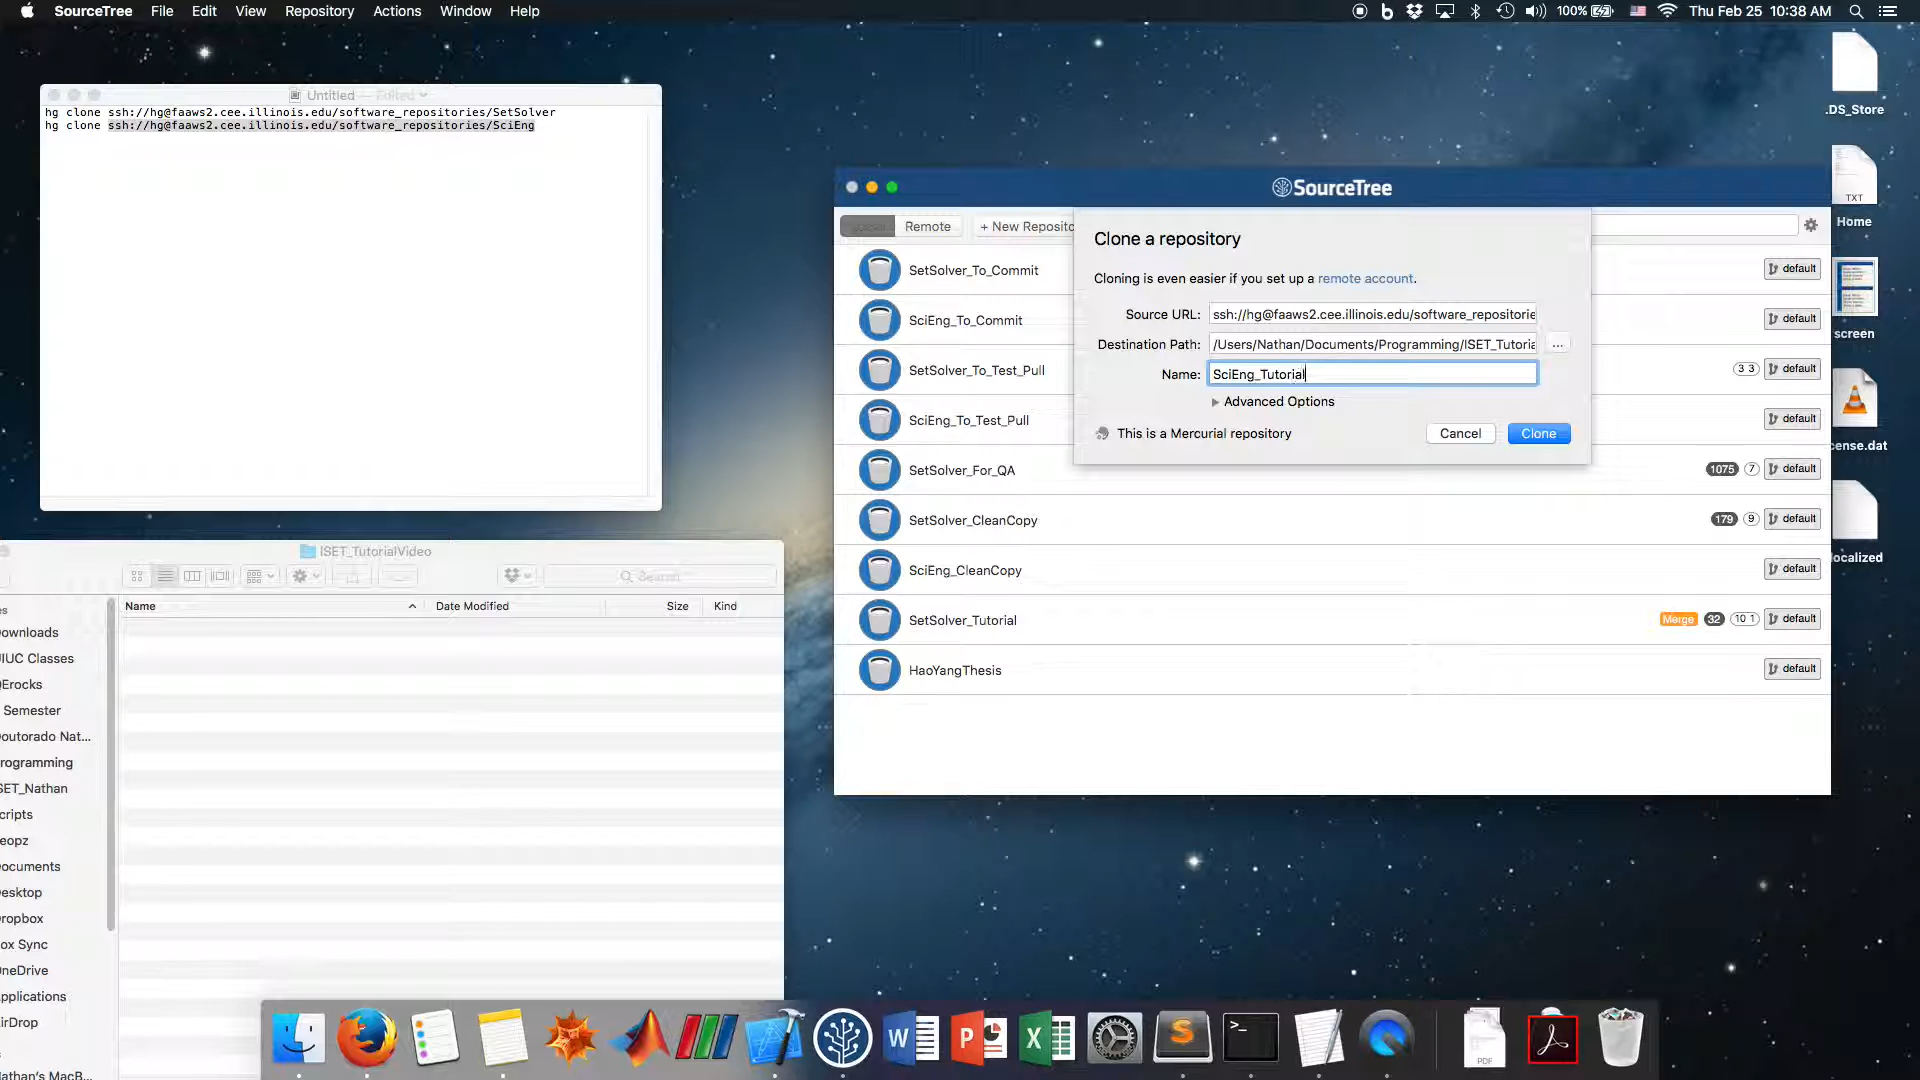 SourceTree File Edit View Repository Actions Window Help
100% Thu Feb 25 10:38 AM
Untitled — Edited
hg clone ssh://hg@faaws2.cee.illinois.edu/software_repositories/SetSolver
hg clone ssh://hg@faaws2.cee.illinois.edu/software_repositories/SciEng
.DS_Store
TXT
Home
screen
ense.dat
localized
SourceTree
Remote + New Reposito
SetSolver_To_Commit default
SciEng_To_Commit default
SetSolver_To_Test_Pull 3 3 default
SciEng_To_Test_Pull default
SetSolver_For_QA 1075 7 default
SetSolver_CleanCopy 179 9 default
SciEng_CleanCopy default
SetSolver_Tutorial Merge 32 10 1 default
HaoYangThesis default
Clone a repository
Cloning is even easier if you set up a remote account.
Source URL: ssh://hg@faaws2.cee.illinois.edu/software_repositorie
Destination Path: /Users/Nathan/Documents/Programming/ISET_Tutoria ...
Name: SciEng_Tutorial
Advanced Options
This is a Mercurial repository Cancel Clone
ISET_TutorialVideo
Search
Name Date Modified Size Kind
es
ownloads
IUC Classes
Erocks
Semester
outorado Nat...
rogramming
SET_Nathan
cripts
eopz
ocuments
esktop
ropbox
ox Sync
neDrive
pplications
irDrop
athan's MacB...
PDF